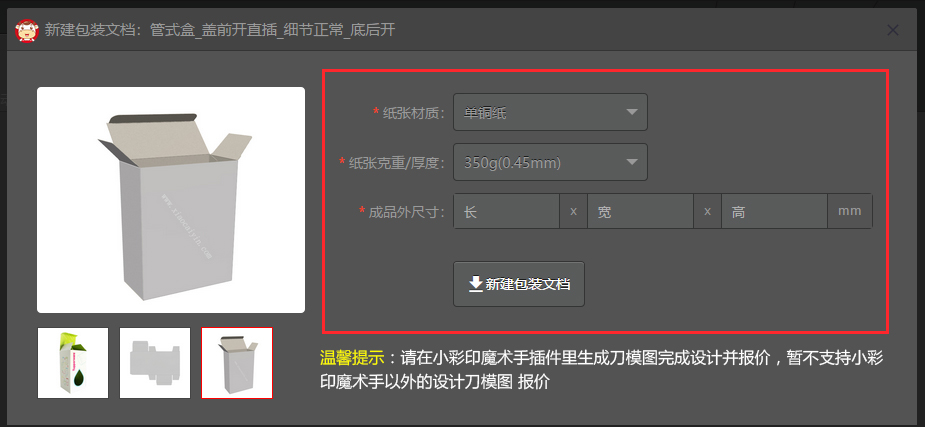 新建包装文档：管式盒_盖前开直插_细节正常_底后开
* 纸张材质：
单铜纸
* 纸张克重/厚度：
350g(0.45mm)
* 成品外尺寸：
长 x 宽 x 高 mm
新建包装文档
温馨提示：请在小彩印魔术手插件里生成刀模图完成设计并报价，暂不支持小彩
印魔术手以外的设计刀模图 报价